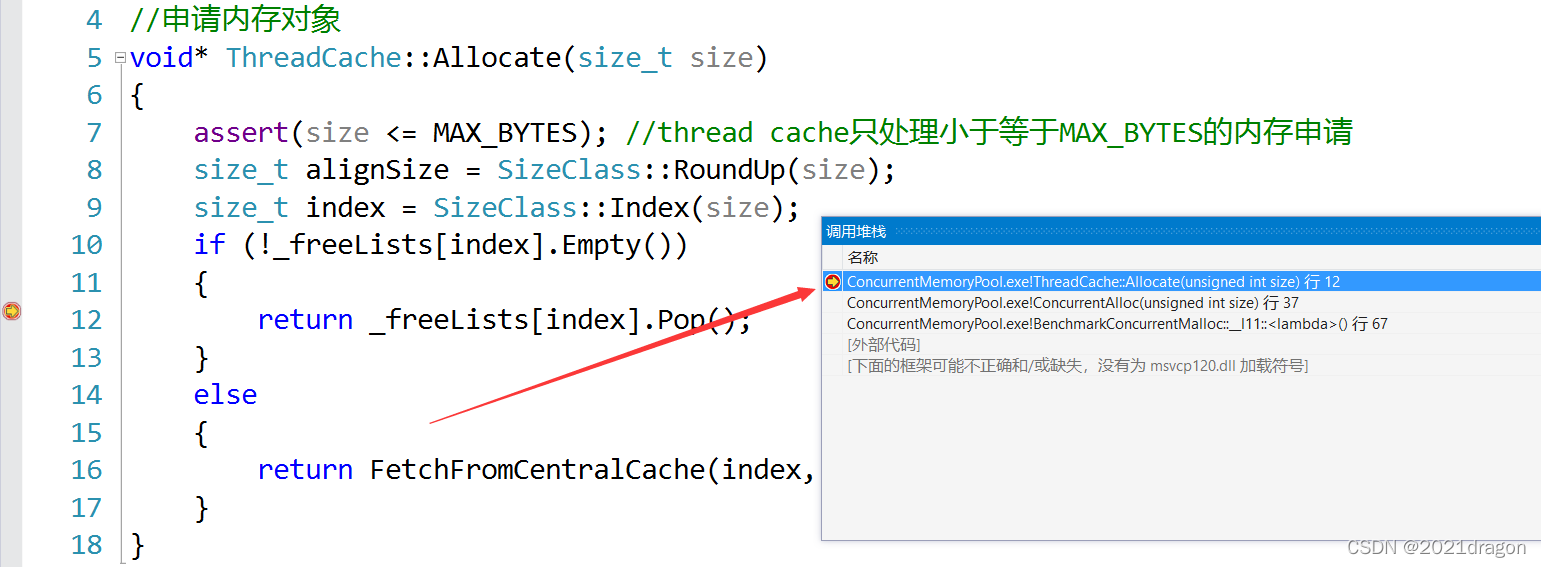 4 //申请内存对象
5 void* ThreadCache::Allocate(size_t size)
6 {
7 assert(size <= MAX_BYTES); //thread cache只处理小于等于MAX_BYTES的内存申请
8 size_t alignSize = SizeClass::RoundUp(size);
9 size_t index = SizeClass::Index(size);
10 if (!_freeLists[index].Empty())
11 {
12 return _freeLists[index].Pop();
13 }
14 else
15 {
16 return FetchFromCentralCache(index,
17 }
18 }
调用堆栈
名称
ConcurrentMemoryPool.exe!ThreadCache::Allocate(unsigned int size) 行 12
ConcurrentMemoryPool.exe!ConcurrentAlloc(unsigned int size) 行 37
ConcurrentMemoryPool.exe!BenchmarkConcurrentMalloc::__l11::<lambda>() 行 67
[外部代码]
[下面的框架可能不正确和/或缺失，没有为 msvcp120.dll 加载符号]
CSDN @2021dragon